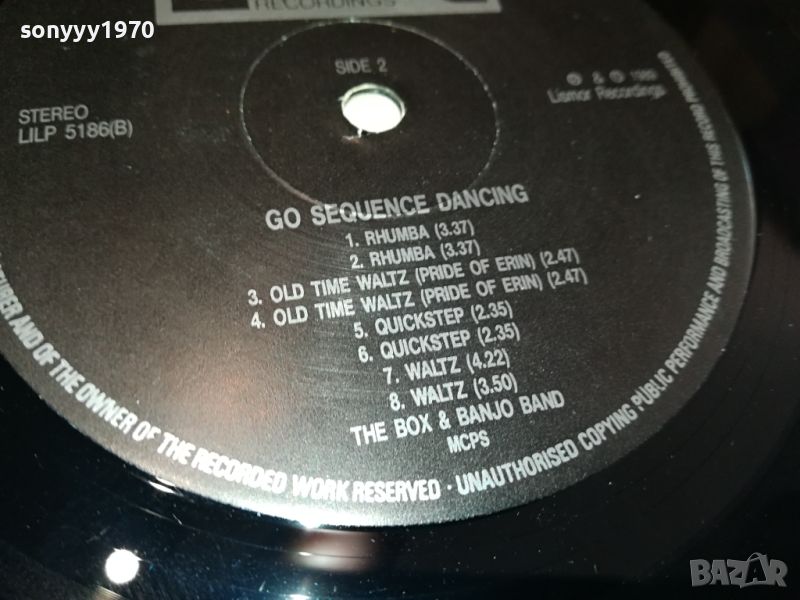 sonyyy1970
RECORDINGS
SIDE 2
STEREO
LILP 5186(B)
℗ & ©
Lismor Recordings
GO SEQUENCE DANCING
1. RHUMBA (3.37)
2. RHUMBA (3.37)
3. OLD TIME WALTZ (PRIDE OF ERIN) (2.47)
4. OLD TIME WALTZ (PRIDE OF ERIN) (2.47)
5. QUICKSTEP (2.35)
6. QUICKSTEP (2.35)
7. WALTZ (4.22)
8. WALTZ (3.50)
THE BOX & BANJO BAND
MCPS
AND OF THE OWNER OF THE RECORDED WORK RESERVED · UNAUTHORISED COPYING PUBLIC PERFORMANCE AND BROADCASTING OF THIS RECORD PROHIBITED
BAZAR